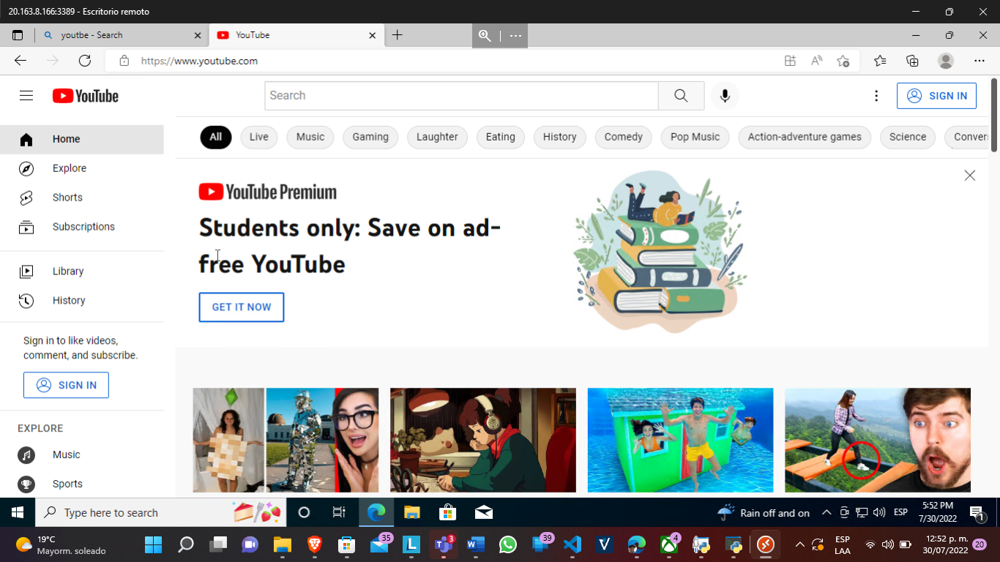 20.163.8.166:3389 - Escritorio remoto
youtbe - Search
YouTube
https://www.youtube.com
YouTube
Search
SIGN IN
All
Live
Music
Gaming
Laughter
Eating
History
Comedy
Pop Music
Action-adventure games
Science
Conver
Home
Explore
Shorts
Subscriptions
Library
History
Sign in to like videos,
comment, and subscribe.
SIGN IN
EXPLORE
Music
Sports
YouTube Premium
Students only: Save on ad-
free YouTube
GET IT NOW
Type here to search
Rain off and on
ESP
5:52 PM
7/30/2022
1
19°C
Mayorm. soleado
35
3
39
4
ESP
LAA
12:52 p. m.
30/07/2022
20